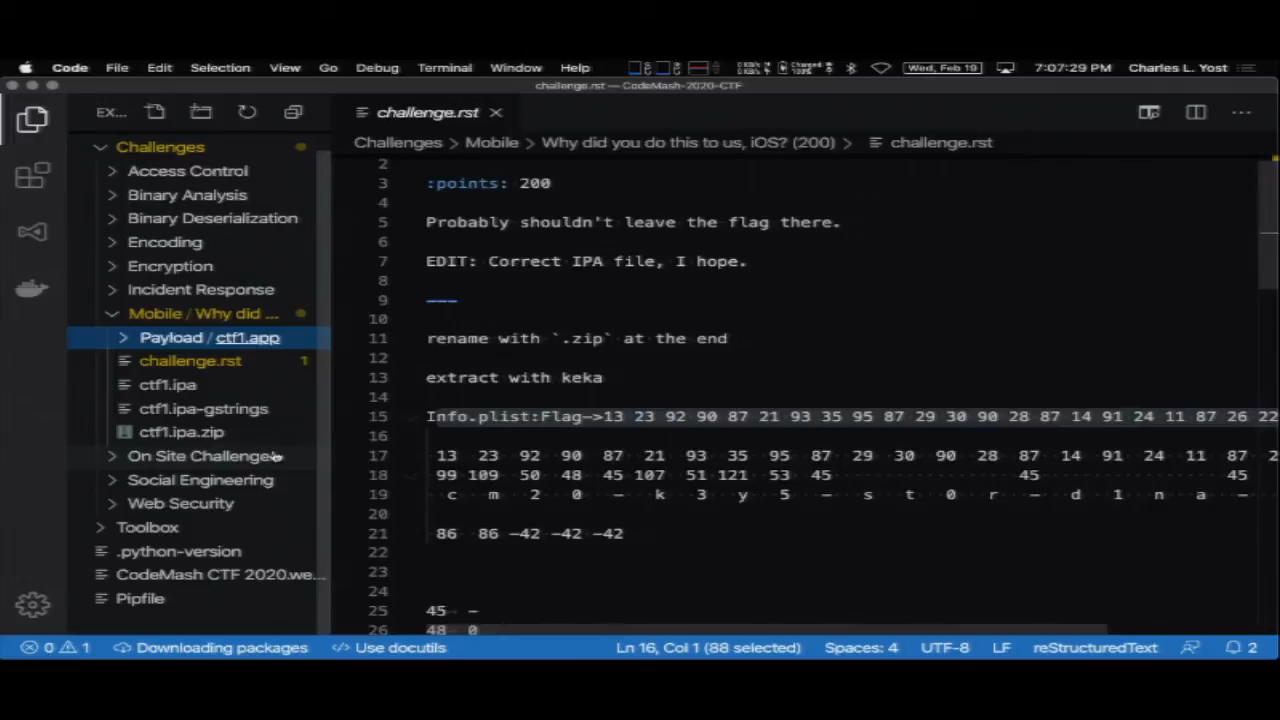 Code File Edit Selection View Go Debug Terminal Window Help Wed, Feb 19 7:07:29 PM Charles L. Yost
challenge.rst — CodeMash-2020-CTF
EX... challenge.rst
Challenges > Mobile > Why did you do this to us, iOS? (200) > challenge.rst
Challenges
Access Control
Binary Analysis
Binary Deserialization
Encoding
Encryption
Incident Response
Mobile / Why did ...
Payload / ctf1.app
challenge.rst 1
ctf1.ipa
ctf1.ipa-gstrings
ctf1.ipa.zip
On Site Challenges
Social Engineering
Web Security
Toolbox
.python-version
CodeMash CTF 2020.we...
Pipfile
2
3 :points: 200
4
5 Probably shouldn't leave the flag there.
6
7 EDIT: Correct IPA file, I hope.
8
9 ———
10
11 rename with `.zip` at the end
12
13 extract with keka
14
15 Info.plist:Flag—>13 23 92 90 87 21 93 35 95 87 29 30 90 28 87 14 91 24 11 87 26 22
16
17 13 23 92 90 87 21 93 35 95 87 29 30 90 28 87 14 91 24 11 87 2
18 99 109 50 48 45 107 51 121 53 45 45 45
19 c m 2 0 - k 3 y 5 - s t 0 r - d 1 n a -
20
21 86 86 -42 -42 -42
22
23
24
25 45 -
26 48 0
0 1 Downloading packages Use docutils Ln 16, Col 1 (88 selected) Spaces: 4 UTF-8 LF reStructuredText 2